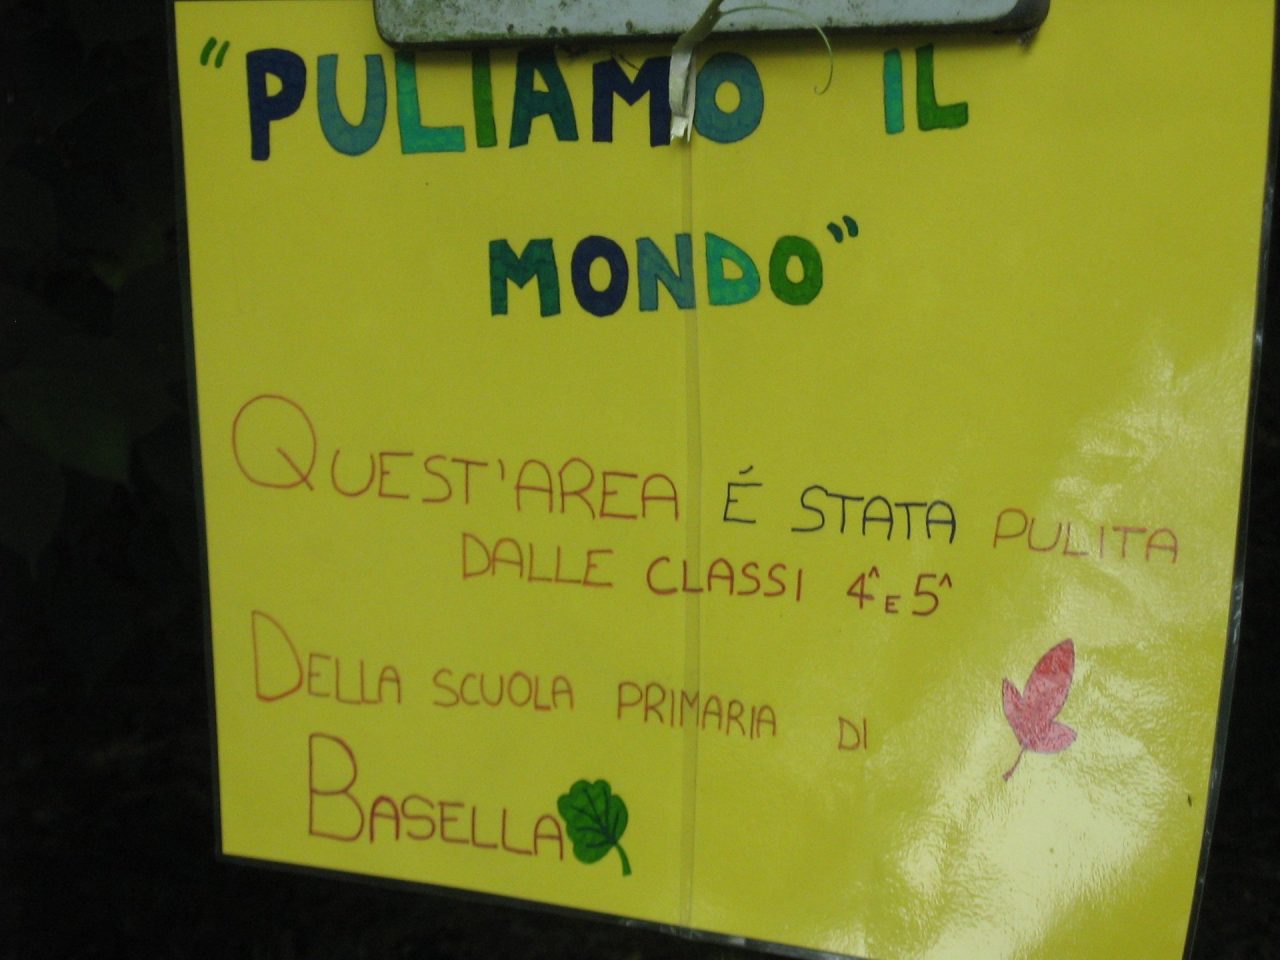 "PULIAMO IL
MONDO"
QUEST'AREA É STATA PULITA
DALLE CLASSI 4^ E 5^
DELLA SCUOLA PRIMARIA DI
BASELLA